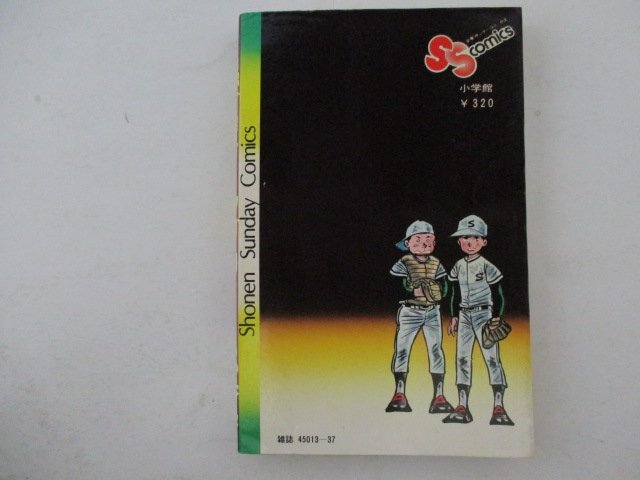 SS comics
小学館
¥320
Shonen Sunday Comics
S
S
雑誌 45013-37